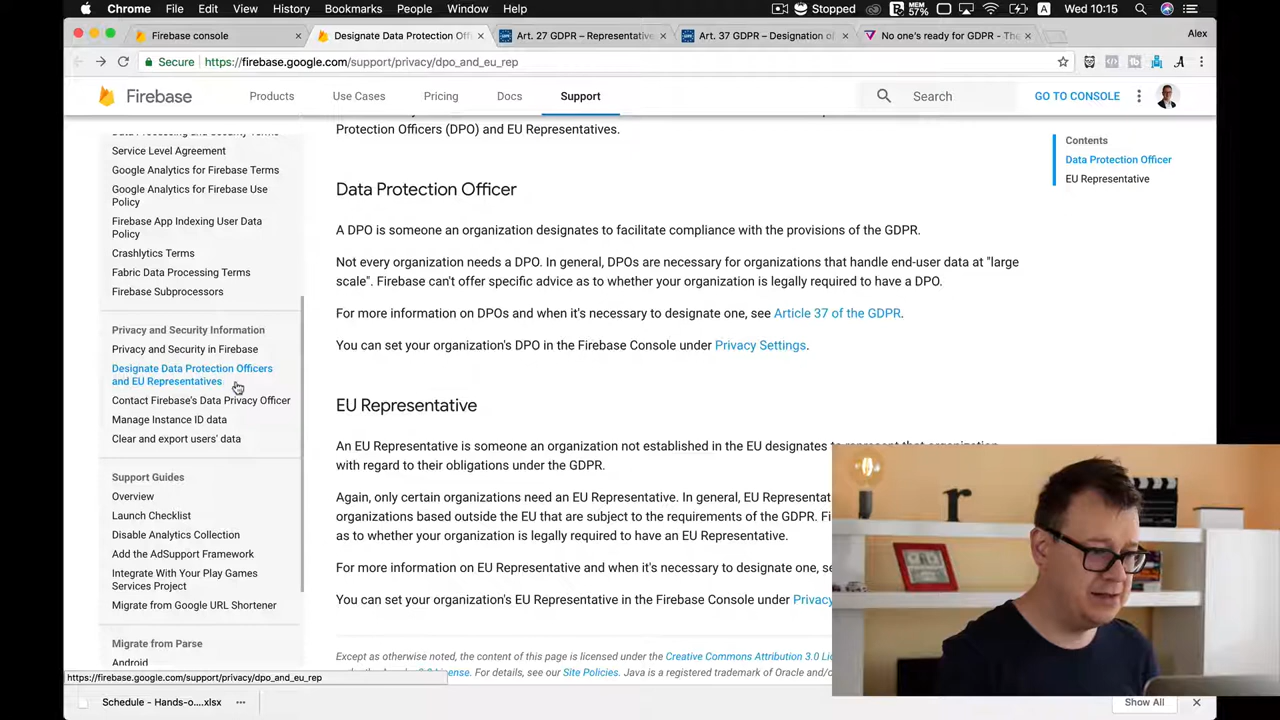 Chrome File Edit View History Bookmarks People Window Help Stopped MEM 57% A Wed 10:15
Firebase console × Designate Data Protection Offi × Art. 27 GDPR – Representative × Art. 37 GDPR – Designation of × No one's ready for GDPR - The × Alex
Secure https://firebase.google.com/support/privacy/dpo_and_eu_rep
Firebase Products Use Cases Pricing Docs Support Search GO TO CONSOLE
Data Processing and Security Terms
Service Level Agreement
Google Analytics for Firebase Terms
Google Analytics for Firebase Use
Policy
Firebase App Indexing User Data
Policy
Crashlytics Terms
Fabric Data Processing Terms
Firebase Subprocessors
Privacy and Security Information
Privacy and Security in Firebase
Designate Data Protection Officers
and EU Representatives
Contact Firebase's Data Privacy Officer
Manage Instance ID data
Clear and export users' data
Support Guides
Overview
Launch Checklist
Disable Analytics Collection
Add the AdSupport Framework
Integrate With Your Play Games
Services Project
Migrate from Google URL Shortener
Migrate from Parse
Android
Protection Officers (DPO) and EU Representatives.
Data Protection Officer
A DPO is someone an organization designates to facilitate compliance with the provisions of the GDPR.
Not every organization needs a DPO. In general, DPOs are necessary for organizations that handle end-user data at "large
scale". Firebase can't offer specific advice as to whether your organization is legally required to have a DPO.
For more information on DPOs and when it's necessary to designate one, see Article 37 of the GDPR.
You can set your organization's DPO in the Firebase Console under Privacy Settings.
EU Representative
An EU Representative is someone an organization not established in the EU designates to represent that organization
with regard to their obligations under the GDPR.
Again, only certain organizations need an EU Representative. In general, EU Representat
organizations based outside the EU that are subject to the requirements of the GDPR. Fi
as to whether your organization is legally required to have an EU Representative.
For more information on EU Representative and when it's necessary to designate one, se
You can set your organization's EU Representative in the Firebase Console under Privacy
Except as otherwise noted, the content of this page is licensed under the Creative Commons Attribution 3.0 Lic
License. For details, see our Site Policies. Java is a registered trademark of Oracle and/o
Contents
Data Protection Officer
EU Representative
https://firebase.google.com/support/privacy/dpo_and_eu_rep
Schedule - Hands-o....xlsx Show All